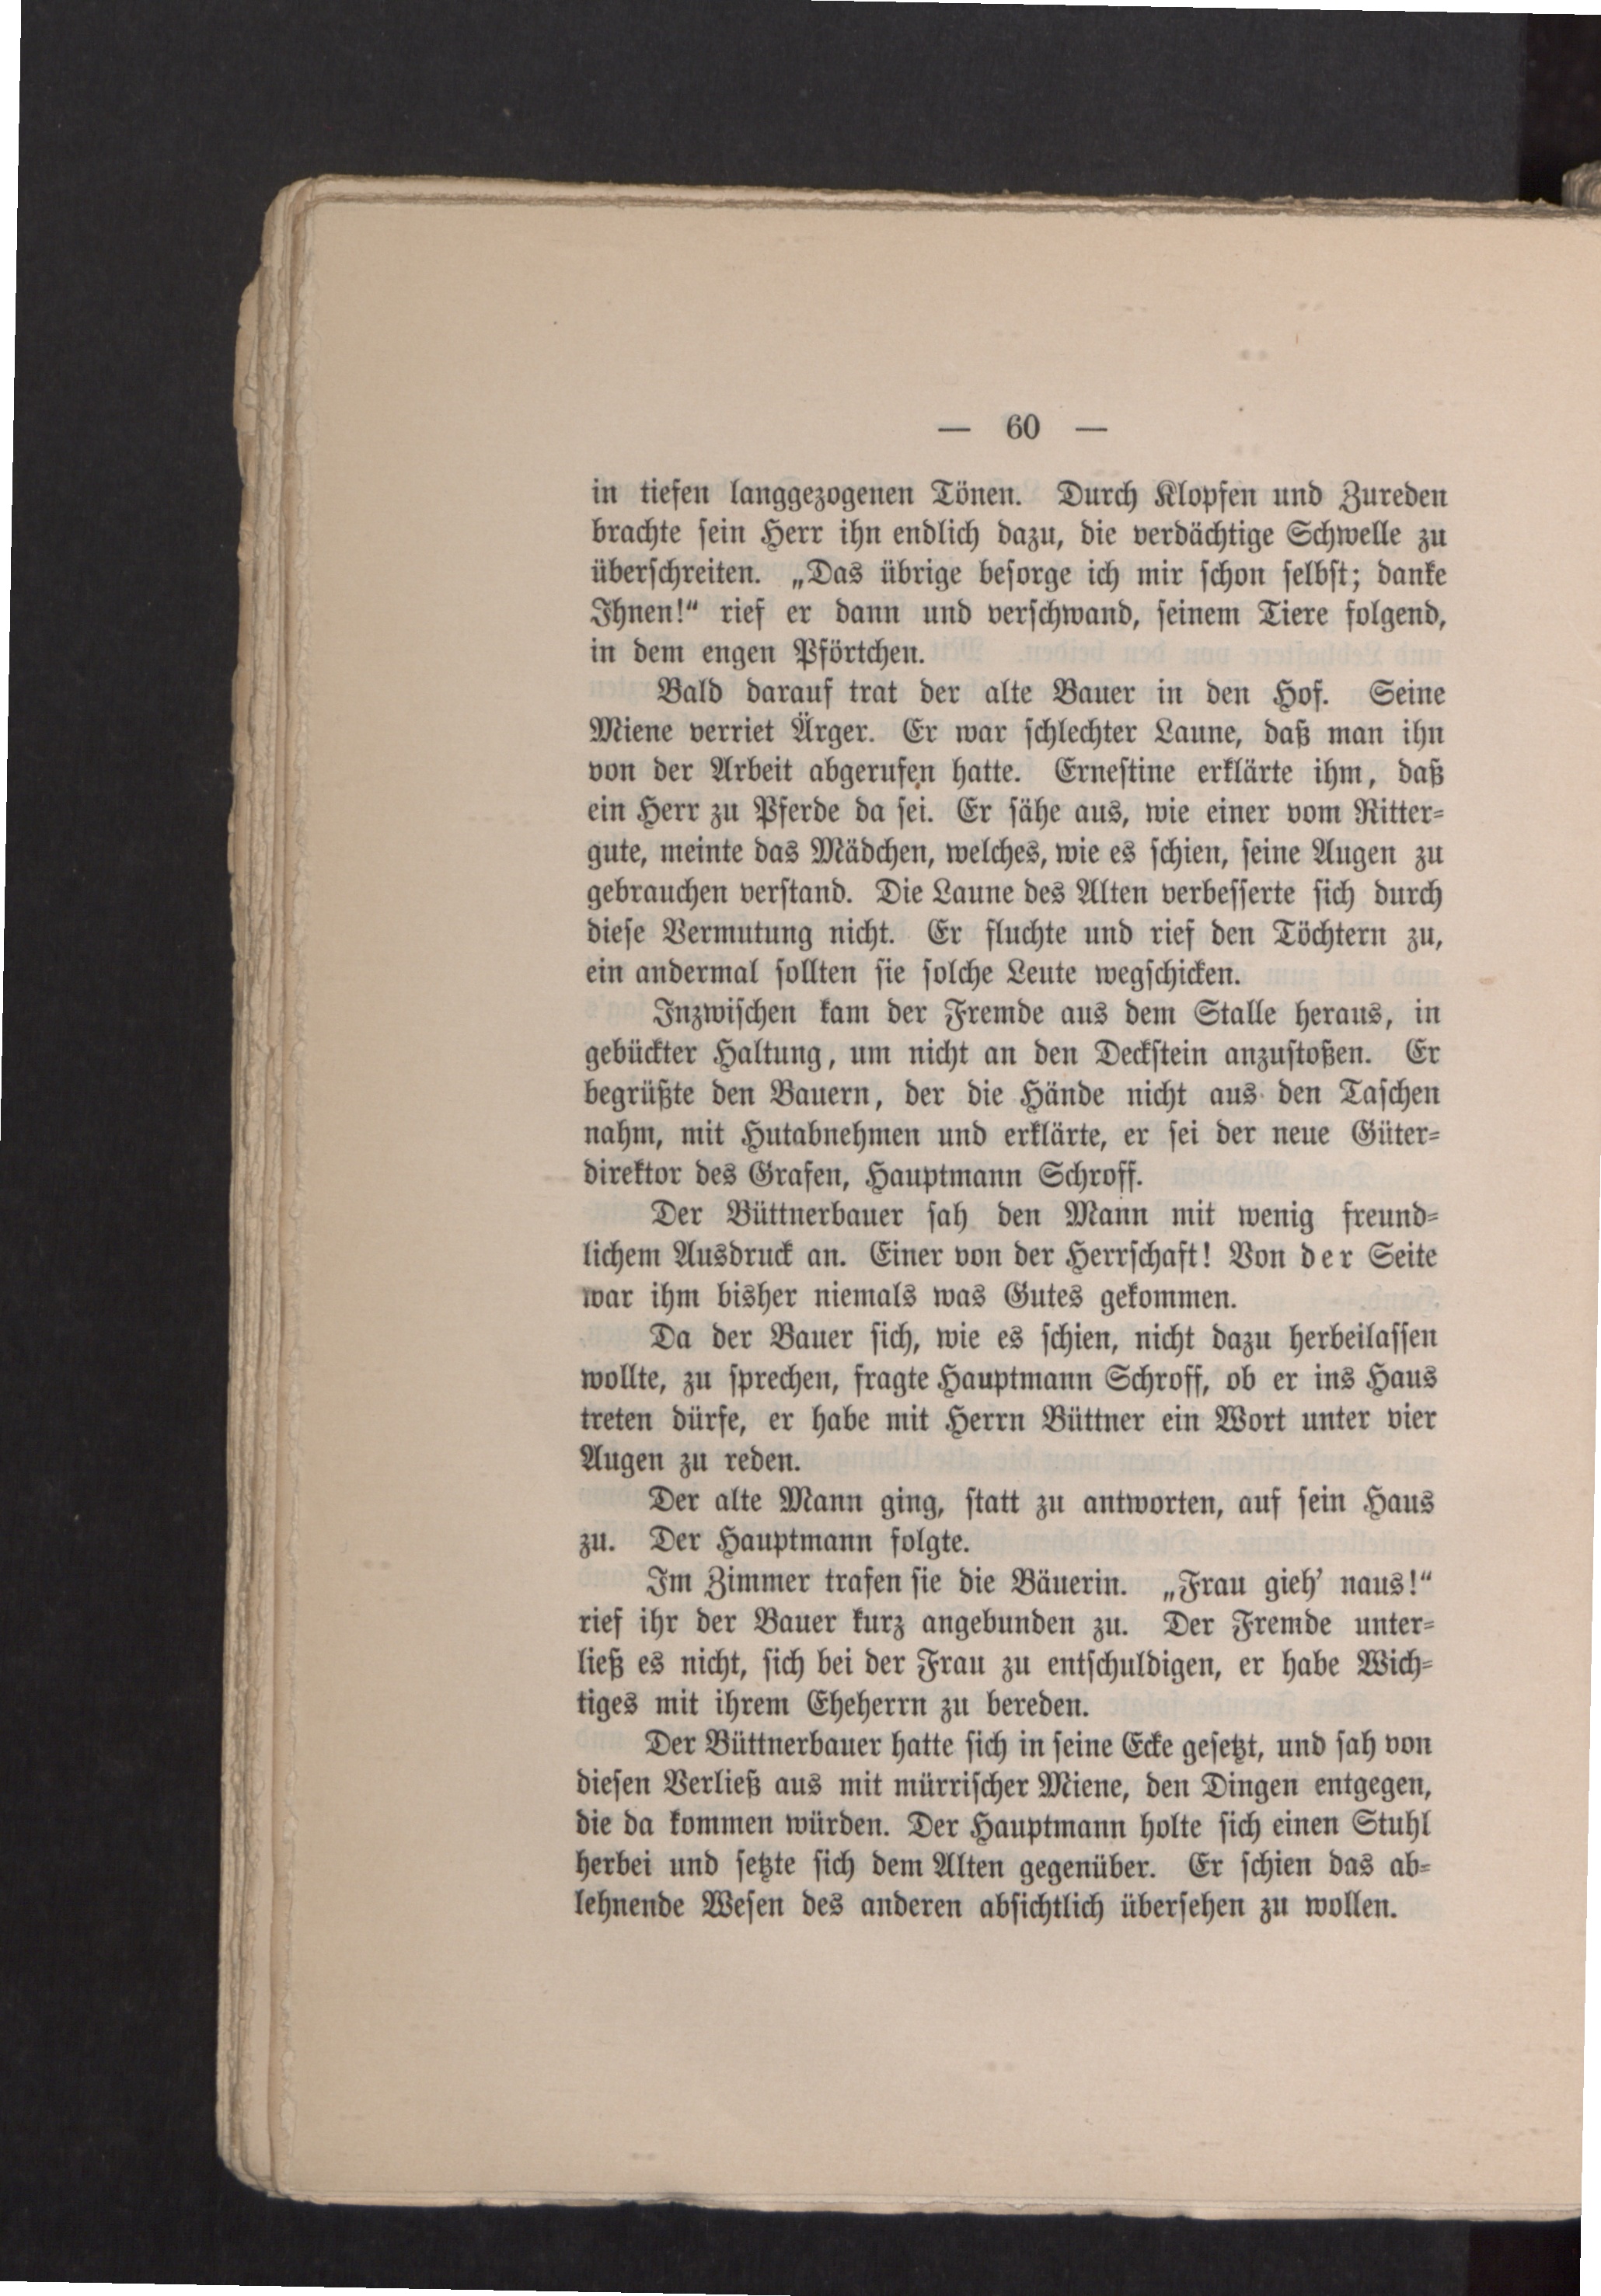 — 60 —
in tiefen langgezogenen Tönen. Durch Klopfen und Zureden
brachte sein Herr ihn endlich dazu, die verdächtige Schwelle zu
überschreiten. „Das übrige besorge ich mir schon selbst; danke
Ihnen!“ rief er dann und verschwand, seinem Tiere folgend,
in dem engen Pförtchen.
Bald darauf trat der alte Bauer in den Hof. Seine
Miene verriet Ärger. Er war schlechter Laune, daß man ihn
von der Arbeit abgerufen hatte. Ernestine erklärte ihm, daß
ein Herr zu Pferde da sei. Er sähe aus, wie einer vom Ritter-
gute, meinte das Mädchen, welches, wie es schien, seine Augen zu
gebrauchen verstand. Die Laune des Alten verbesserte sich durch
diese Vermutung nicht. Er fluchte und rief den Töchtern zu,
ein andermal sollten sie solche Leute wegschicken.
Inzwischen kam der Fremde aus dem Stalle heraus, in
gebückter Haltung, um nicht an den Deckstein anzustoßen. Er
begrüßte den Bauern, der die Hände nicht aus den Taschen
nahm, mit Hutabnehmen und erklärte, er sei der neue Güter-
direktor des Grafen, Hauptmann Schroff.
Der Büttnerbauer sah den Mann mit wenig freund-
lichem Ausdruck an. Einer von der Herrschaft! Von der Seite
war ihm bisher niemals was Gutes gekommen.
Da der Bauer sich, wie es schien, nicht dazu herbeilassen
wollte, zu sprechen, fragte Hauptmann Schroff, ob er ins Haus
treten dürfe, er habe mit Herrn Büttner ein Wort unter vier
Augen zu reden.
Der alte Mann ging, statt zu antworten, auf sein Haus
zu. Der Hauptmann folgte.
Im Zimmer trafen sie die Bäuerin. „Frau gieh’ naus!“
rief ihr der Bauer kurz angebunden zu. Der Fremde unter-
ließ es nicht, sich bei der Frau zu entschuldigen, er habe Wich-
tiges mit ihrem Eheherrn zu bereden.
Der Büttnerbauer hatte sich in seine Ecke gesetzt, und sah von
diesen Verließ aus mit mürrischer Miene, den Dingen entgegen,
die da kommen würden. Der Hauptmann holte sich einen Stuhl
herbei und setzte sich dem Alten gegenüber. Er schien das ab-
lehnende Wesen des anderen absichtlich übersehen zu wollen.